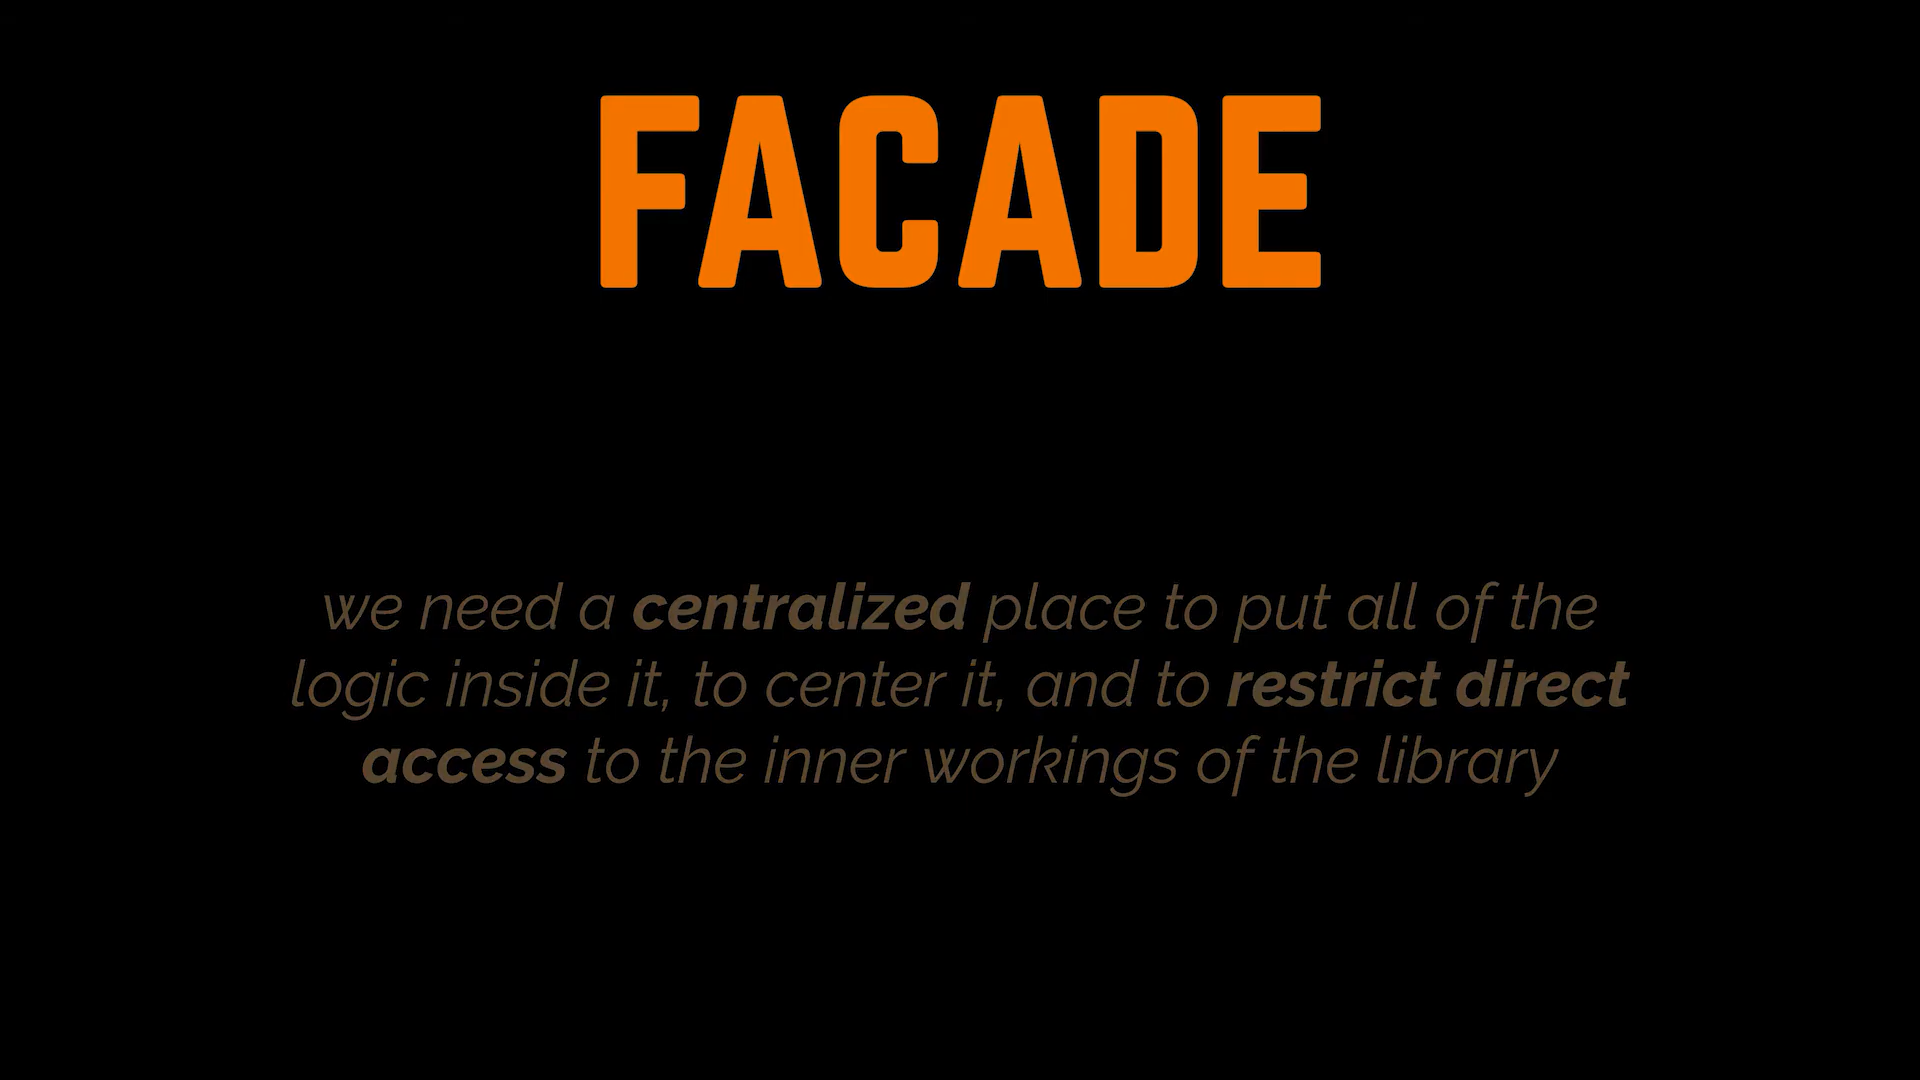 FACADE
we need a centralized place to put all of the
logic inside it, to center it, and to restrict direct
access to the inner workings of the library